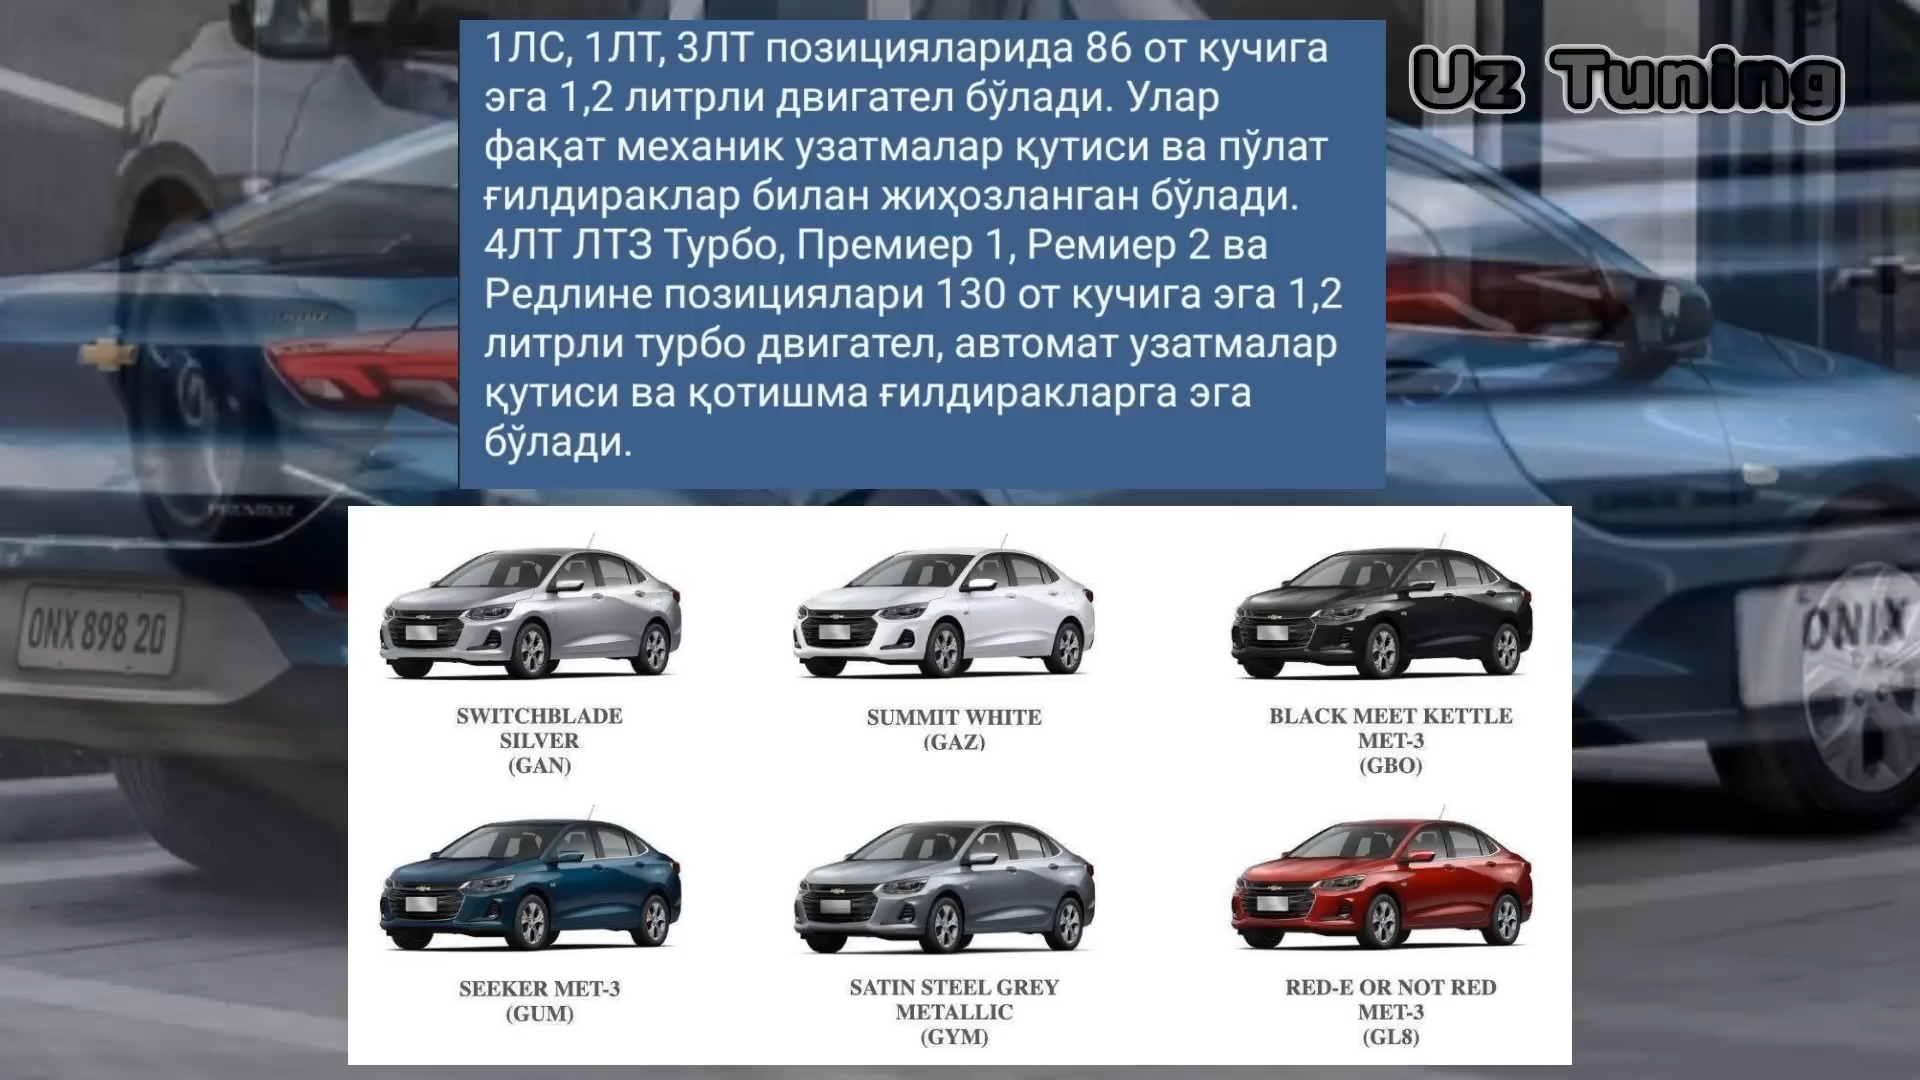 1ЛС, 1ЛТ, 3ЛТ позицияларида 86 от кучига
эга 1,2 литрли двигател бўлади. Улар
фақат механик узатмалар қутиси ва пўлат
ғилдираклар билан жиҳозланган бўлади.
4ЛТ ЛТЗ Турбо, Премиер 1, Ремиер 2 ва
Редлине позициялари 130 от кучига эга 1,2
литрли турбо двигател, автомат узатмалар
қутиси ва қотишма ғилдиракларга эга
бўлади.
Uz Tuning
PREMIER
ONX 898 20
ONIX
SWITCHBLADE
SILVER
(GAN)
SUMMIT WHITE
(GAZ)
BLACK MEET KETTLE
MET-3
(GBO)
SEEKER MET-3
(GUM)
SATIN STEEL GREY
METALLIC
(GYM)
RED-E OR NOT RED
MET-3
(GL8)